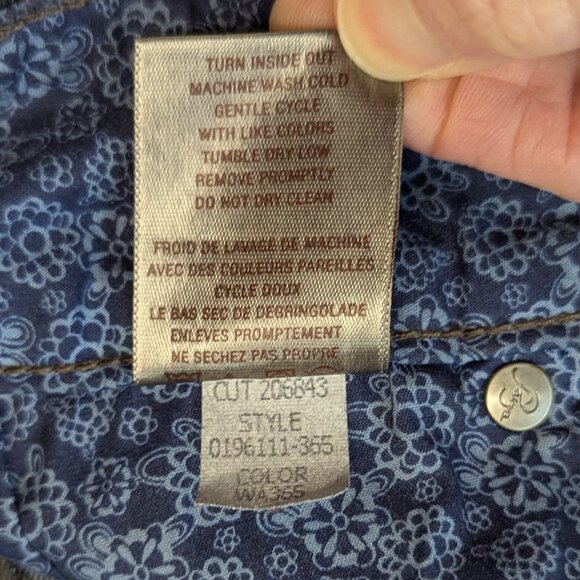 TURN INSIDE OUT
MACHINE WASH COLD
GENTLE CYCLE
WITH LIKE COLORS
TUMBLE DRY LOW
REMOVE PROMPTLY
DO NOT DRY CLEAN
FROID DE LAVAGE DE MACHINE
AVEC DES COULEURS PAREILLES
CYCLE DOUX
LE BAS SEC DE DEGRINGOLADE
ENLEVES PROMPTEMENT
NE SECHEZ PAS PROPRE
CUT 206843
STYLE
0196111-365
COLOR
WA365